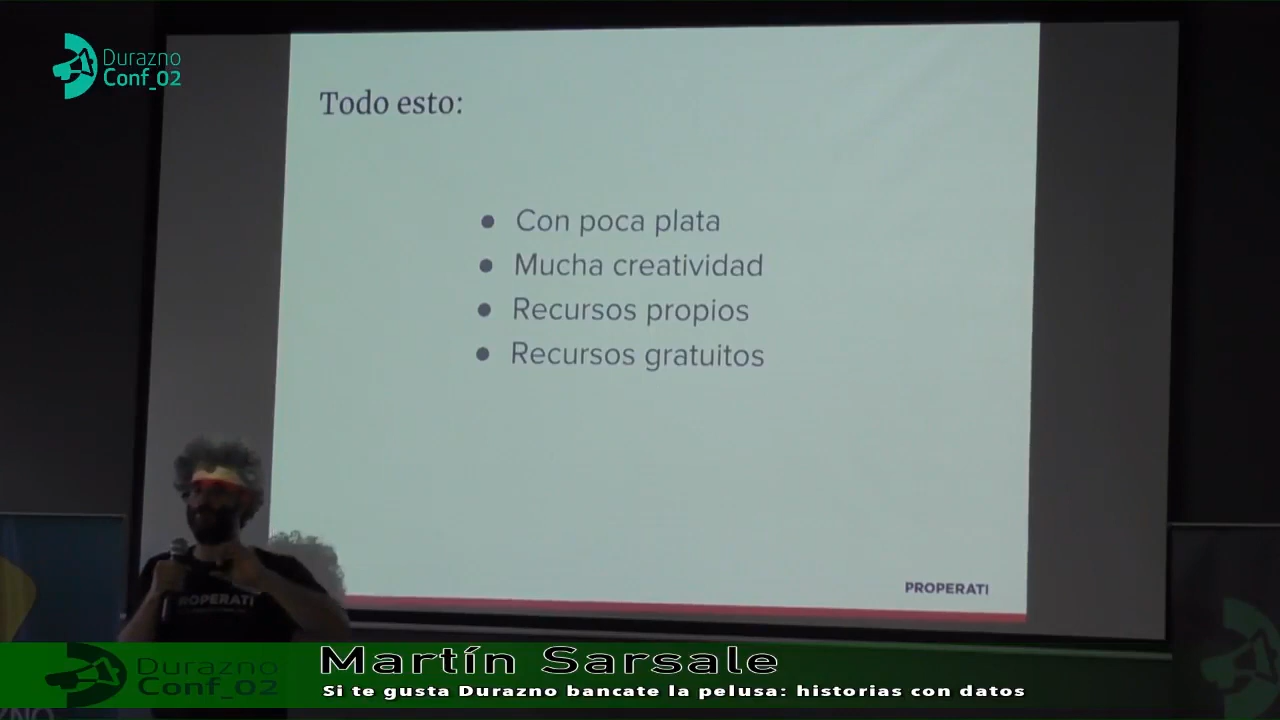 Durazno
Conf_02
Todo esto:
● Con poca plata
● Mucha creatividad
● Recursos propios
● Recursos gratuitos
PROPERATI
PROPERATI
Durazno
Conf_02
Martín Sarsale
Si te gusta Durazno bancate la pelusa: historias con datos